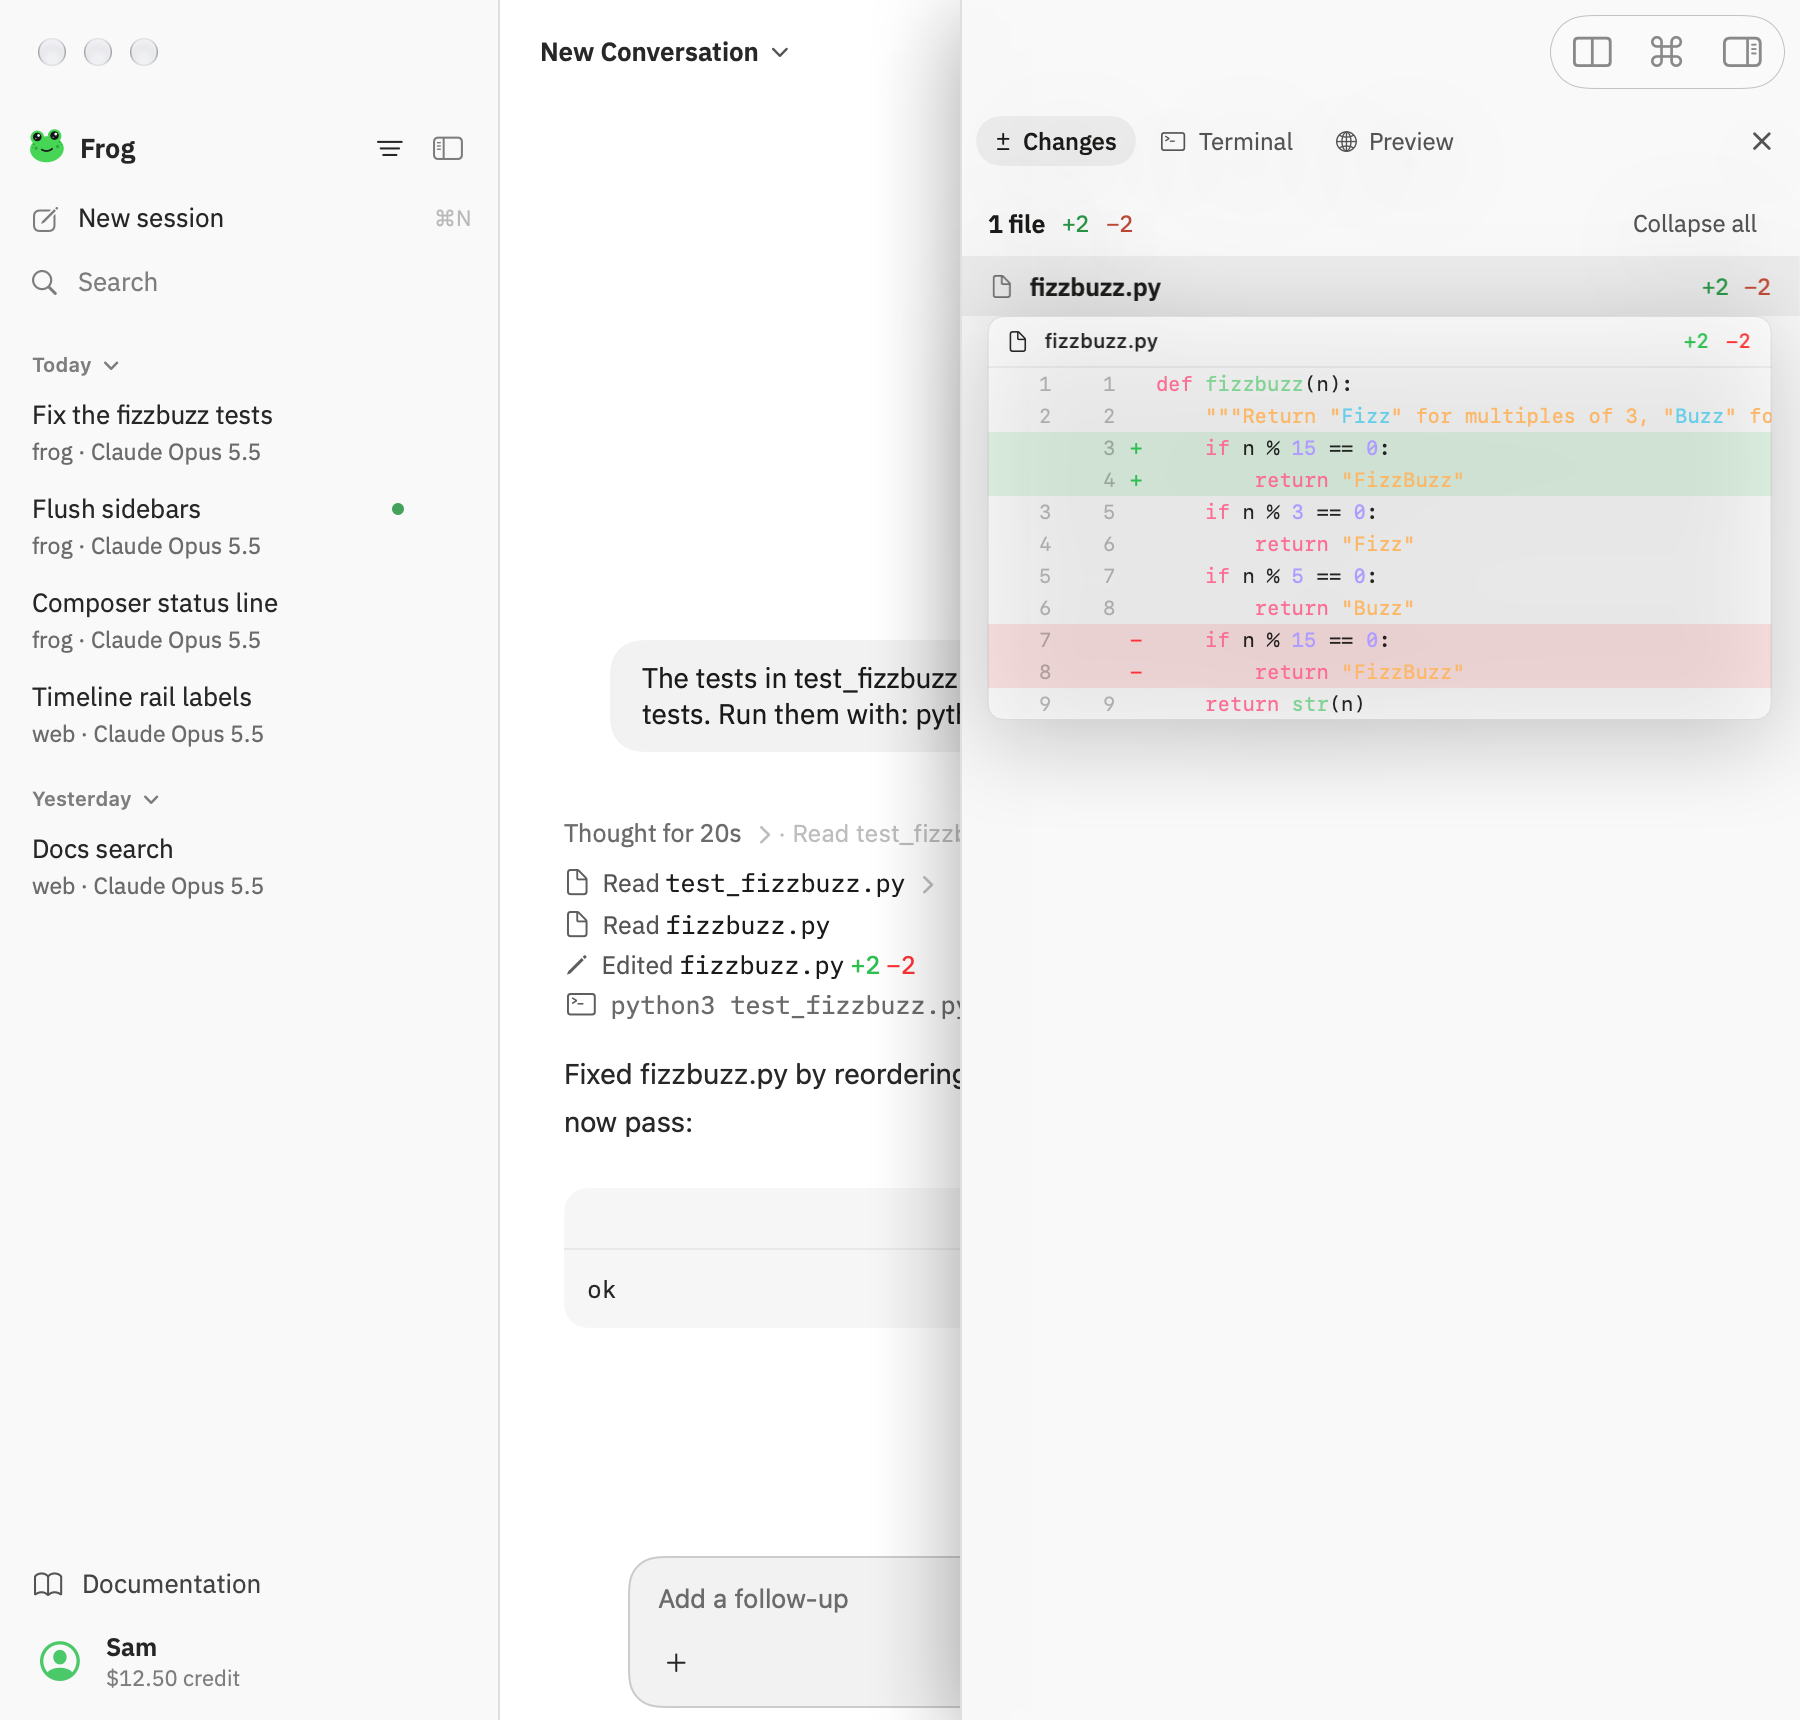 Frog
New session ⌘N
Search
Today
Fix the fizzbuzz tests
frog · Claude Opus 5.5
Flush sidebars
frog · Claude Opus 5.5
Composer status line
frog · Claude Opus 5.5
Timeline rail labels
web · Claude Opus 5.5
Yesterday
Docs search
web · Claude Opus 5.5
Documentation
Sam
$12.50 credit
New Conversation
The tests in test_fizzbuzz
tests. Run them with:
Thought for 20s · Read
Read test_fizzbuzz.py
Read fizzbuzz.py
Edited fizzbuzz.py +2 −2
python3 test_fizzbuzz.py
Fixed fizzbuzz.py by reordering
now pass:
ok
Add a follow-up
+
± Changes Terminal Preview
1 file +2 −2 Collapse all
fizzbuzz.py +2 −2
fizzbuzz.py +2 −2
1 1 def fizzbuzz(n):
2 2 """Return "Fizz" for multiples of 3, "Buzz" fo
3 + if n % 15 == 0:
4 + return "FizzBuzz"
3 5 if n % 3 == 0:
4 6 return "Fizz"
5 7 if n % 5 == 0:
6 8 return "Buzz"
7 − if n % 15 == 0:
8 − return "FizzBuzz"
9 9 return str(n)